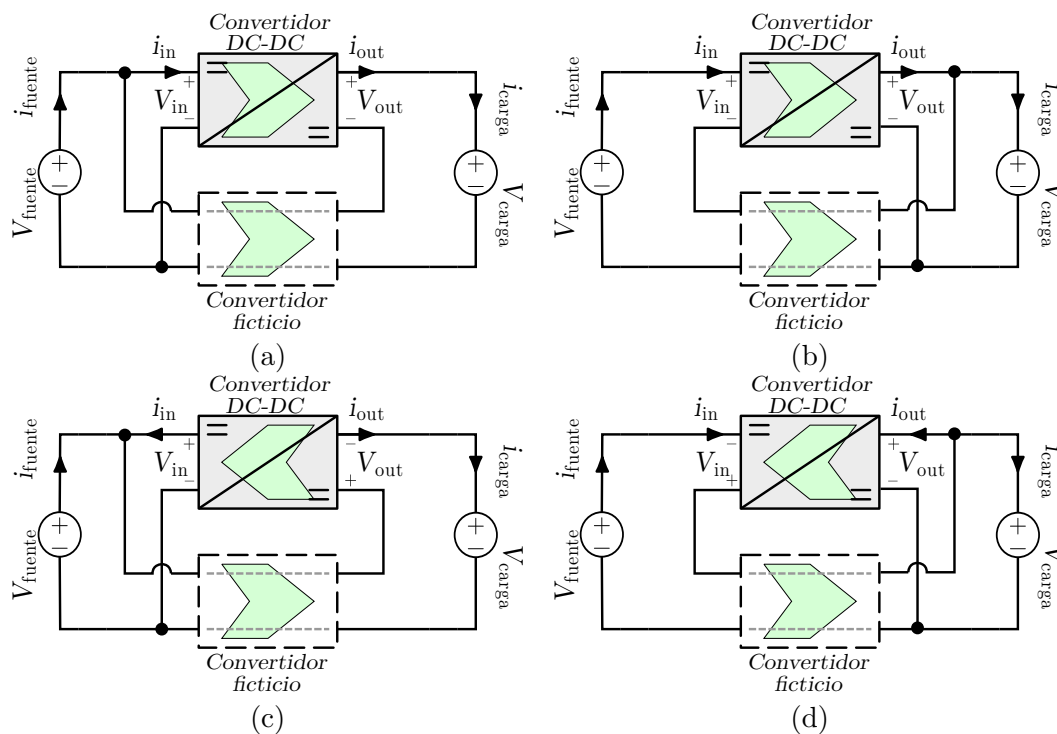 Convertidor
DC-DC
i_in
i_out
+
V_in
−
+
V_out
−
i_fuente
V_fuente
+
−
i_carga
V_carga
+
−
Convertidor
ficticio
(a)
Convertidor
DC-DC
i_in
i_out
+
V_in
−
+
V_out
−
i_fuente
V_fuente
+
−
i_carga
V_carga
+
−
Convertidor
ficticio
(b)
Convertidor
DC-DC
i_in
i_out
+
V_in
−
−
V_out
+
i_fuente
V_fuente
+
−
i_carga
V_carga
+
−
Convertidor
ficticio
(c)
Convertidor
DC-DC
i_in
i_out
−
V_in
+
+
V_out
−
i_fuente
V_fuente
+
−
i_carga
V_carga
+
−
Convertidor
ficticio
(d)